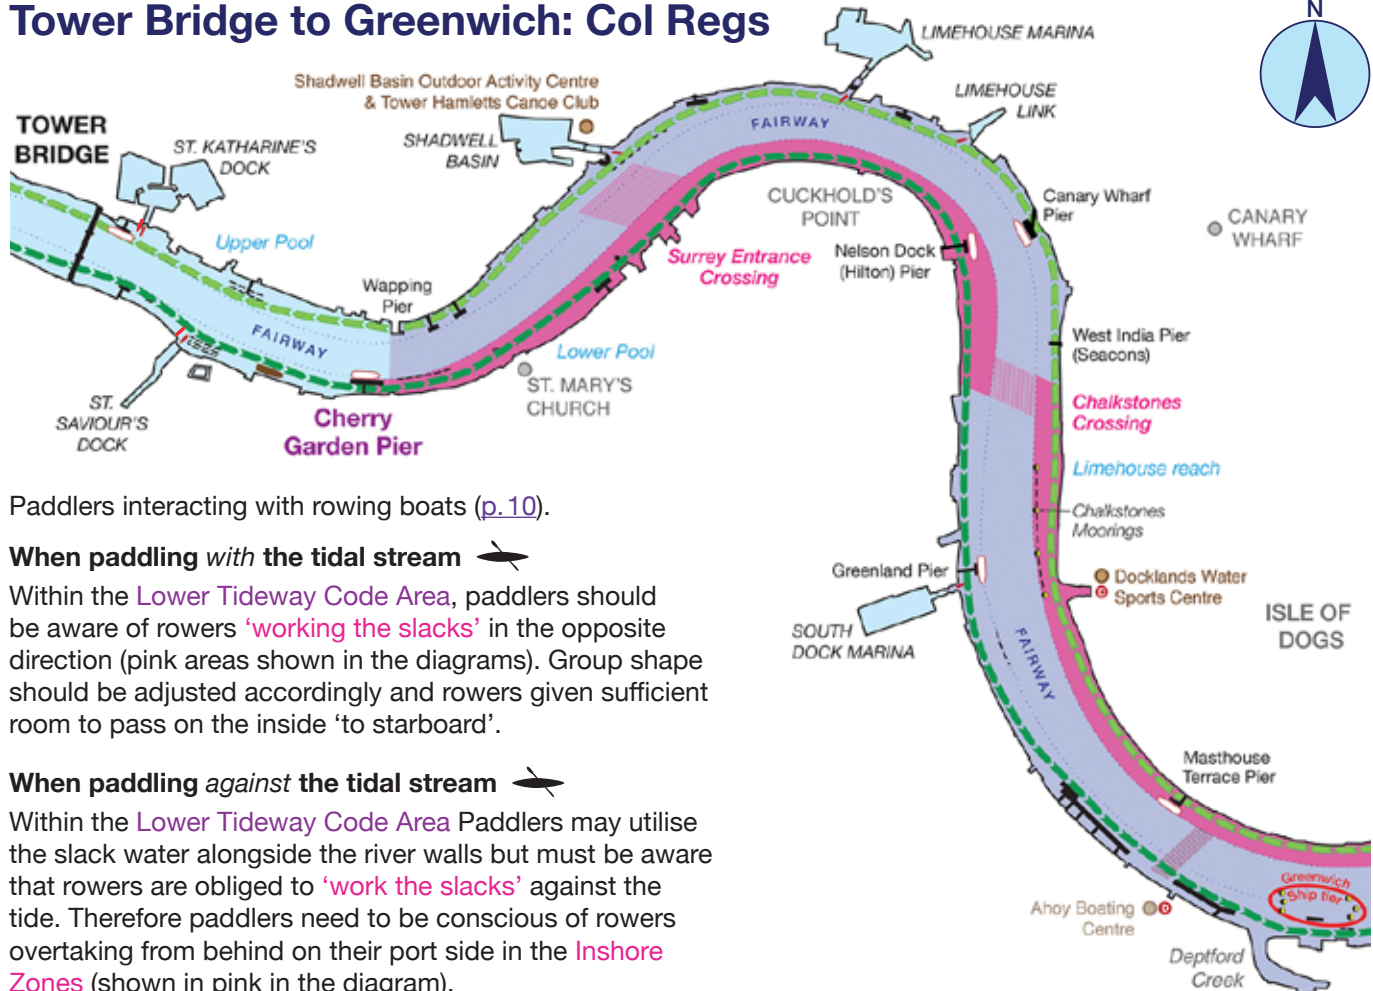 Tower Bridge to Greenwich: Col Regs
N
LIMEHOUSE MARINA
Shadwell Basin Outdoor Activity Centre
& Tower Hamletts Canoe Club
LIMEHOUSE
LINK
TOWER
BRIDGE
ST. KATHARINE'S
DOCK
SHADWELL
BASIN
FAIRWAY
CUCKHOLD'S
POINT
Canary Wharf
Pier
CANARY
WHARF
Upper Pool
Surrey Entrance
Crossing
Nelson Dock
(Hilton) Pier
Wapping
Pier
FAIRWAY
Lower Pool
West India Pier
(Seacons)
ST. MARY'S
CHURCH
ST.
SAVIOUR'S
DOCK
Cherry
Garden Pier
Chalkstones
Crossing
Limehouse reach
Chalkstones
Moorings
Greenland Pier
Docklands Water
Sports Centre
D
ISLE OF
DOGS
SOUTH
DOCK MARINA
FAIRWAY
Masthouse
Terrace Pier
Greenwich
Ship tier
Ahoy Boating
Centre
D
Deptford
Creek
Paddlers interacting with rowing boats (p.10).
When paddling with the tidal stream
Within the Lower Tideway Code Area, paddlers should
be aware of rowers ‘working the slacks’ in the opposite
direction (pink areas shown in the diagrams). Group shape
should be adjusted accordingly and rowers given sufficient
room to pass on the inside ‘to starboard’.
When paddling against the tidal stream
Within the Lower Tideway Code Area Paddlers may utilise
the slack water alongside the river walls but must be aware
that rowers are obliged to ‘work the slacks’ against the
tide. Therefore paddlers need to be conscious of rowers
overtaking from behind on their port side in the Inshore
Zones (shown in pink in the diagram).